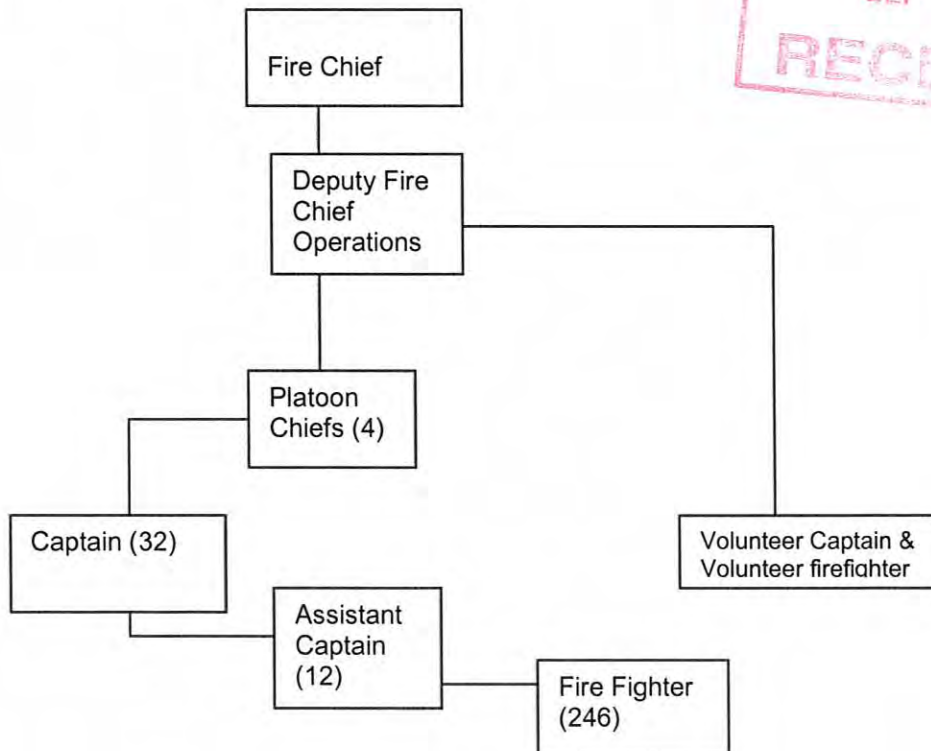 Fire Chief
Deputy Fire
Chief
Operations
Platoon
Chiefs (4)
Captain (32)
Volunteer Captain &
Volunteer firefighter
Assistant
Captain
(12)
Fire Fighter
(246)